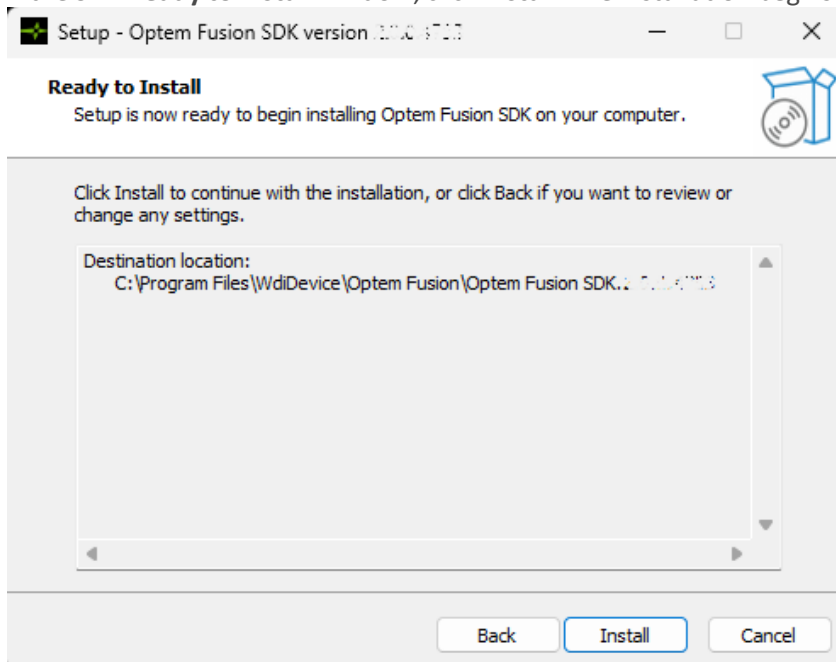 Setup - Optem Fusion SDK version
Ready to Install
Setup is now ready to begin installing Optem Fusion SDK on your computer.
Click Install to continue with the installation, or click Back if you want to review or
change any settings.
Destination location:
C:\Program Files\WdiDevice\Optem Fusion\Optem Fusion SDK.
Back Install Cancel